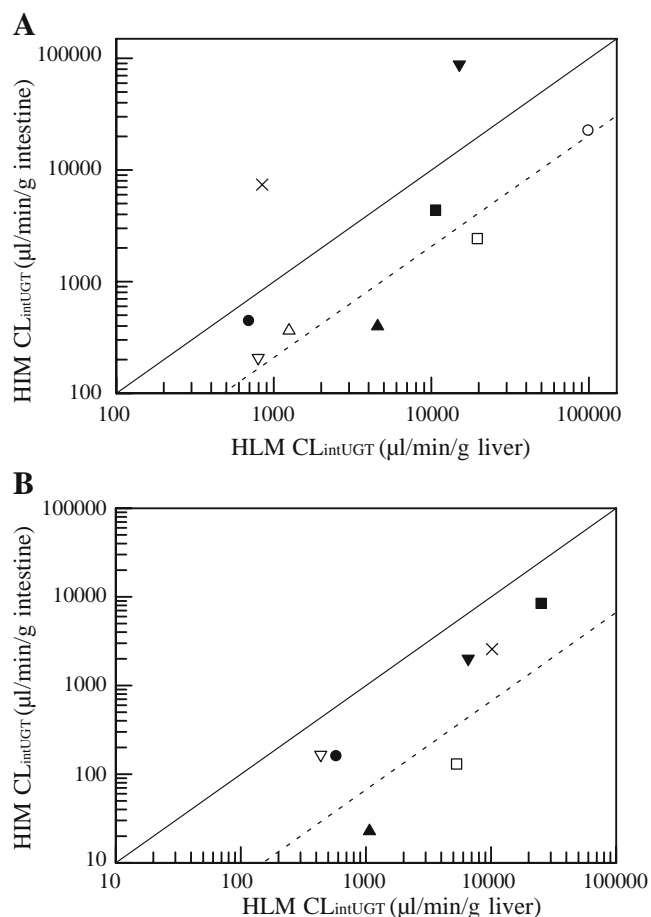 A
100000
10000
1000
100
HIM CLintUGT (µl/min/g intestine)
100 1000 10000 100000
HLM CLintUGT (µl/min/g liver)
B
100000
10000
1000
100
10
HIM CLintUGT (µl/min/g intestine)
10 100 1000 10000 100000
HLM CLintUGT (µl/min/g liver)